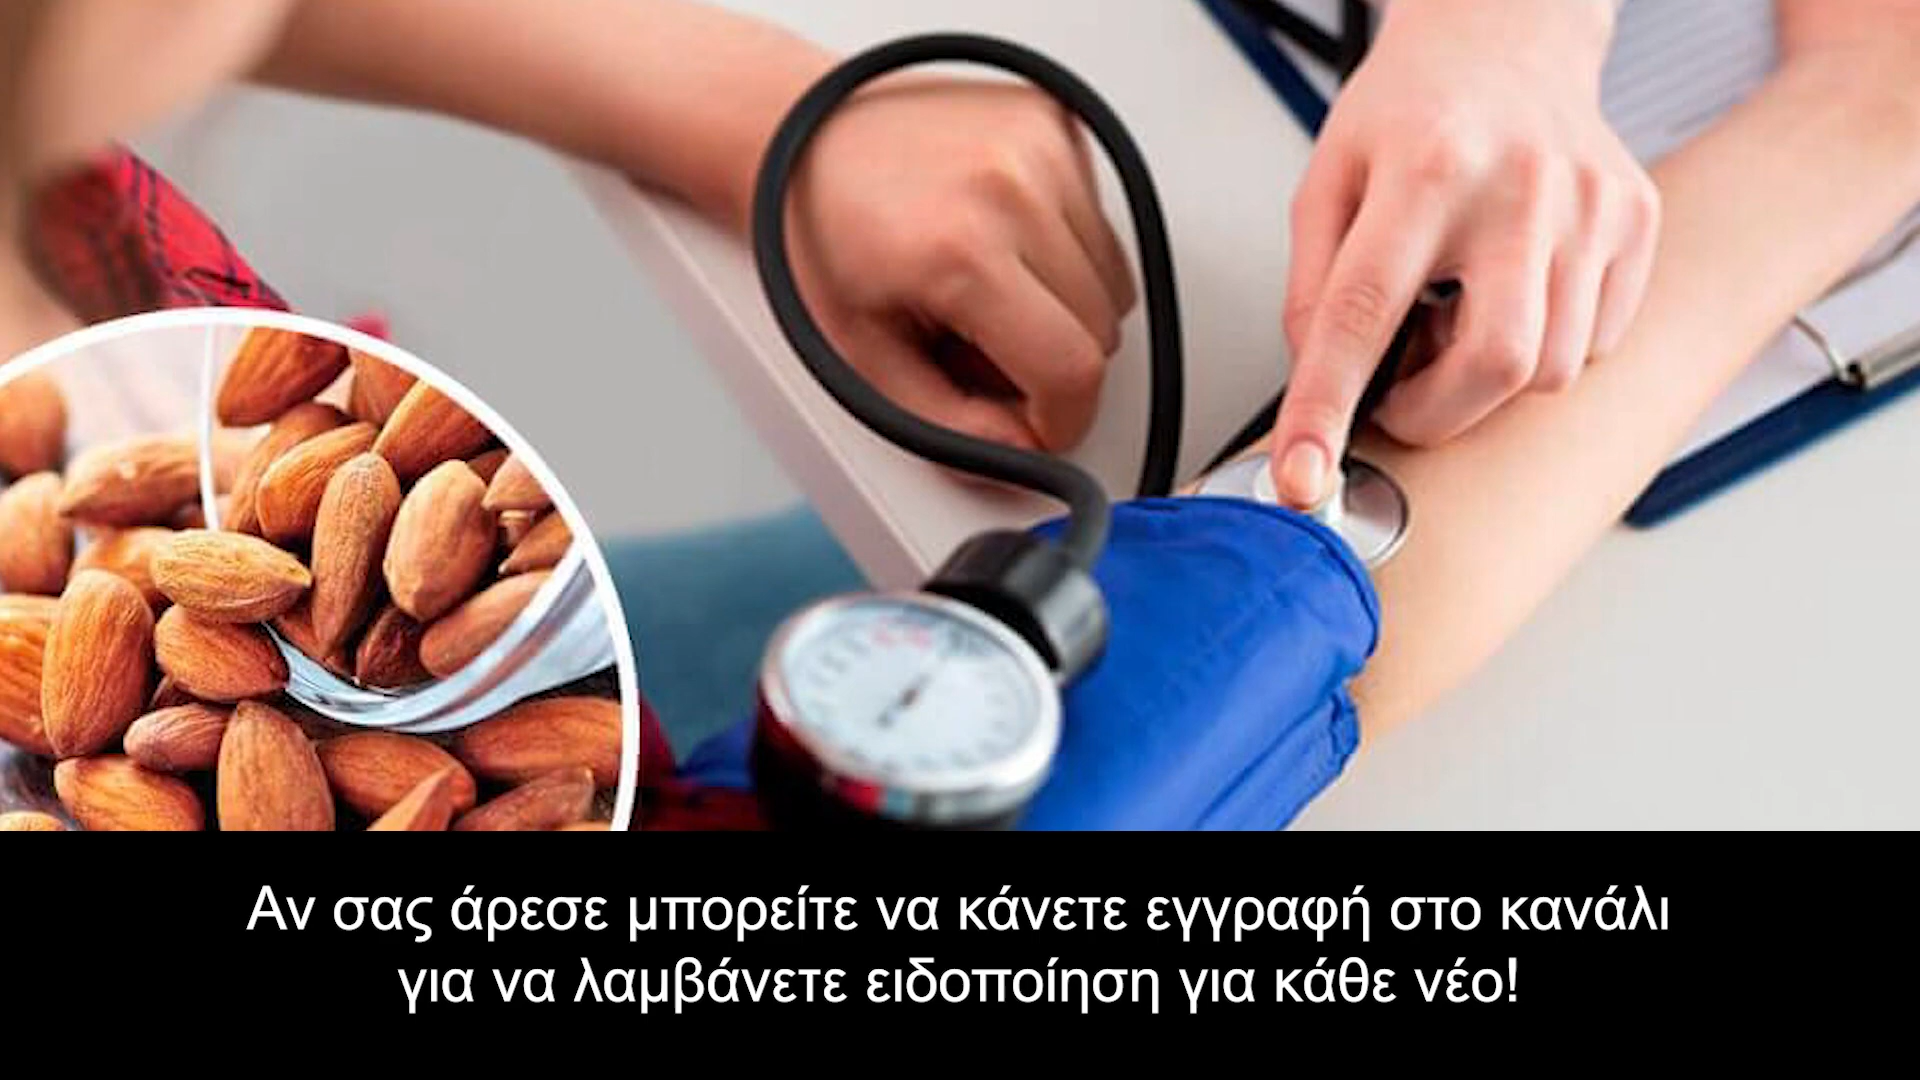 Αν σας άρεσε μπορείτε να κάνετε εγγραφή στο κανάλι
για να λαμβάνετε ειδοποίηση για κάθε νέο!